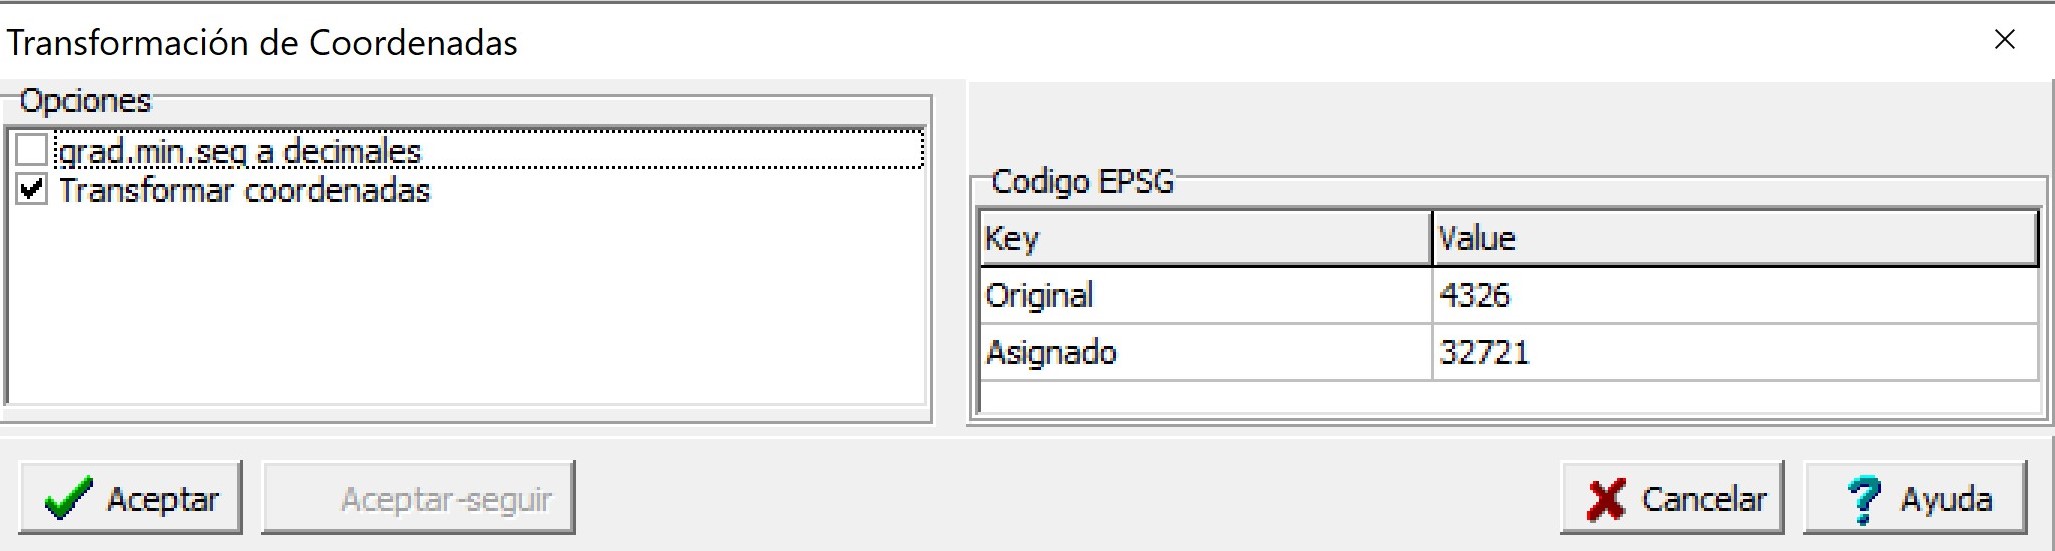 Transformación de Coordenadas
Opciones
grad.min.seg a decimales
Transformar coordenadas
Codigo EPSG
Key Value
Original 4326
Asignado 32721
Aceptar Aceptar-seguir Cancelar Ayuda